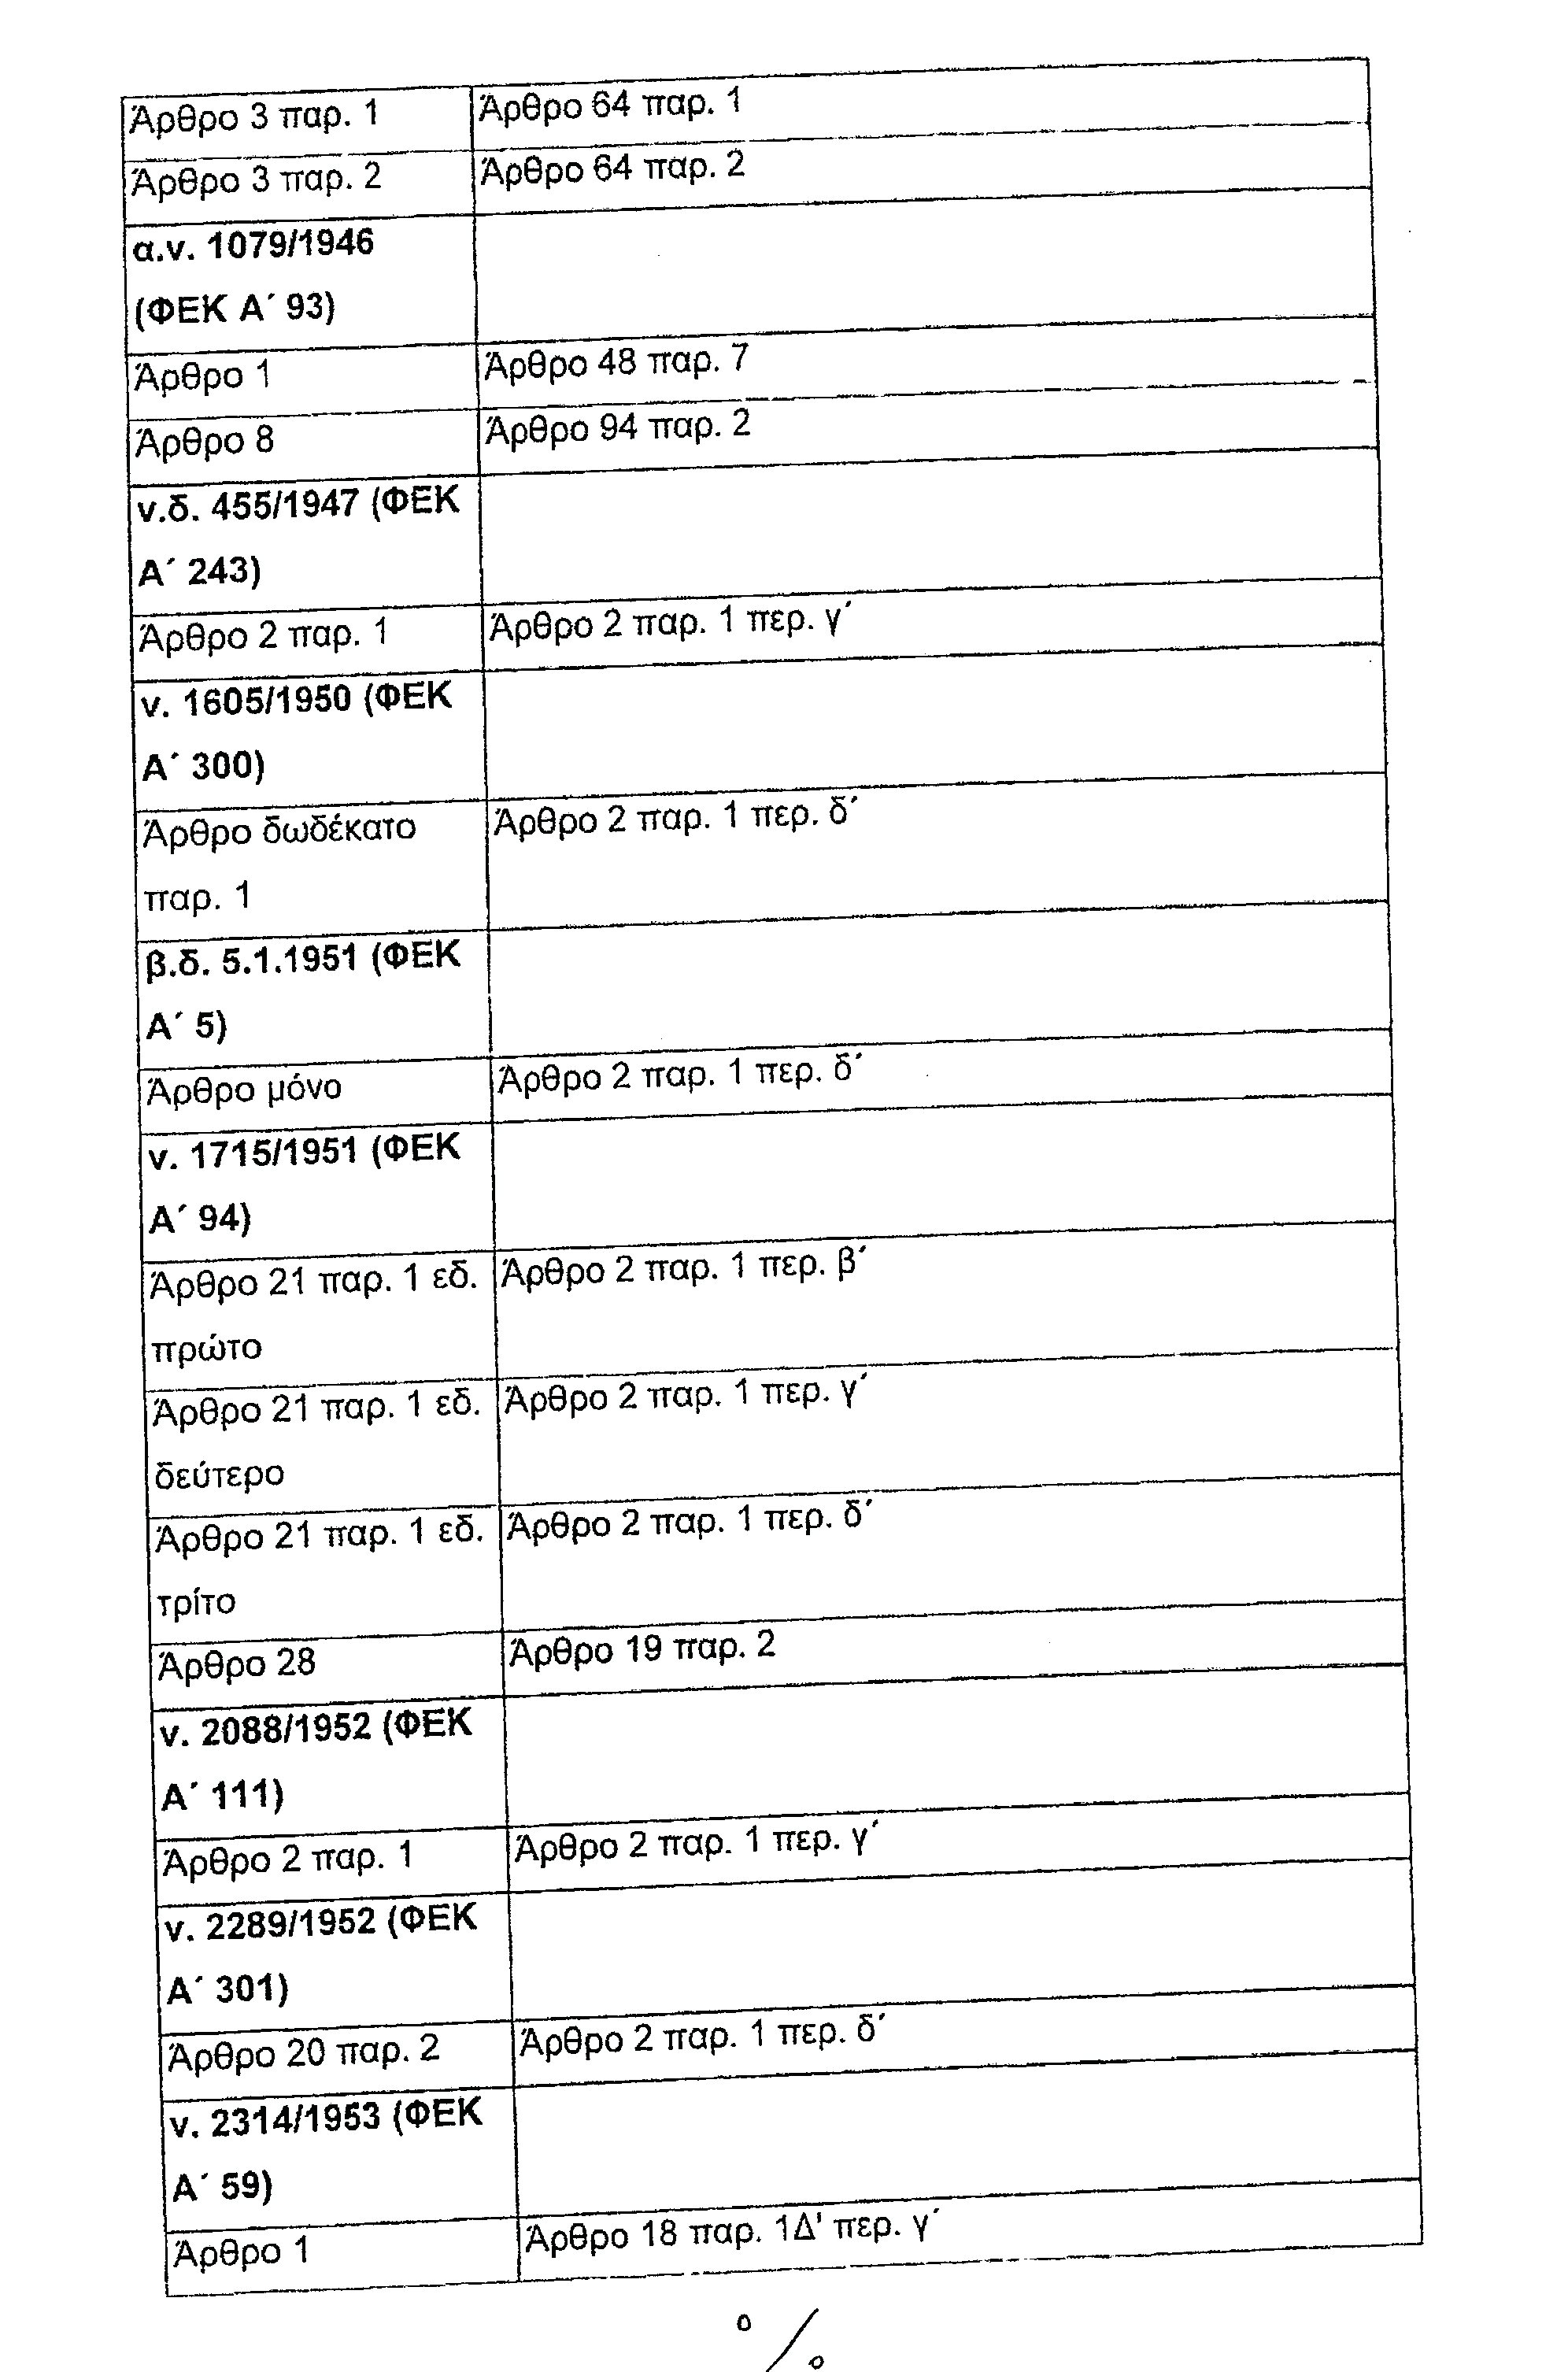 Άρθρο 3 παρ. 1 Άρθρο 64 παρ. 1
Άρθρο 3 παρ. 2 Άρθρο 64 παρ. 2
α.ν. 1079/1946
(ΦΕΚ Α΄ 93)
Άρθρο 1 Άρθρο 48 παρ. 7
Άρθρο 8 Άρθρο 94 παρ. 2
ν.δ. 455/1947 (ΦΕΚ
Α΄ 243)
Άρθρο 2 παρ. 1 Άρθρο 2 παρ. 1 περ. γ΄
ν. 1605/1950 (ΦΕΚ
Α΄ 300)
Άρθρο δωδέκατο Άρθρο 2 παρ. 1 περ. δ΄
παρ. 1
β.δ. 5.1.1951 (ΦΕΚ
Α΄ 5)
Άρθρο μόνο Άρθρο 2 παρ. 1 περ. δ΄
ν. 1715/1951 (ΦΕΚ
Α΄ 94)
Άρθρο 21 παρ. 1 εδ. Άρθρο 2 παρ. 1 περ. β΄
πρώτο
Άρθρο 21 παρ. 1 εδ. Άρθρο 2 παρ. 1 περ. γ΄
δεύτερο
Άρθρο 21 παρ. 1 εδ. Άρθρο 2 παρ. 1 περ. δ΄
τρίτο
Άρθρο 28 Άρθρο 19 παρ. 2
ν. 2088/1952 (ΦΕΚ
Α΄ 111)
Άρθρο 2 παρ. 1 Άρθρο 2 παρ. 1 περ. γ΄
ν. 2289/1952 (ΦΕΚ
Α΄ 301)
Άρθρο 20 παρ. 2 Άρθρο 2 παρ. 1 περ. δ΄
ν. 2314/1953 (ΦΕΚ
Α΄ 59)
Άρθρο 1 Άρθρο 18 παρ. 1Δ' περ. γ΄
%